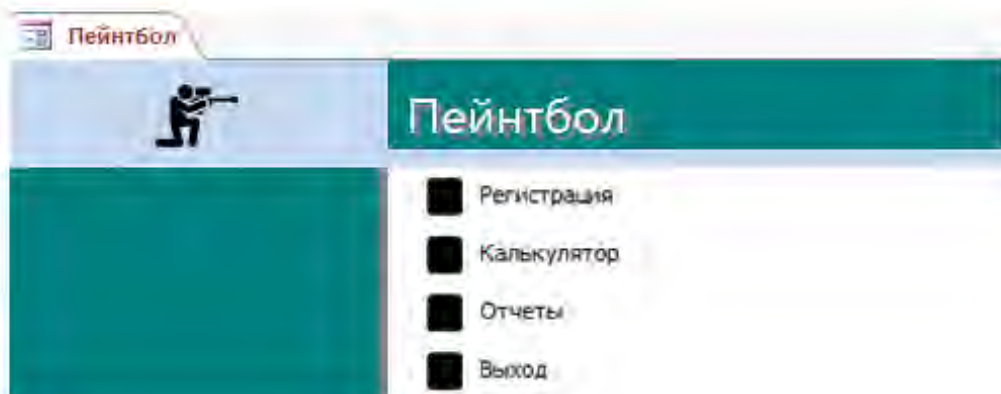 Пейнтбол
Пейнтбол
Регистрация
Калькулятор
Отчеты
Выход